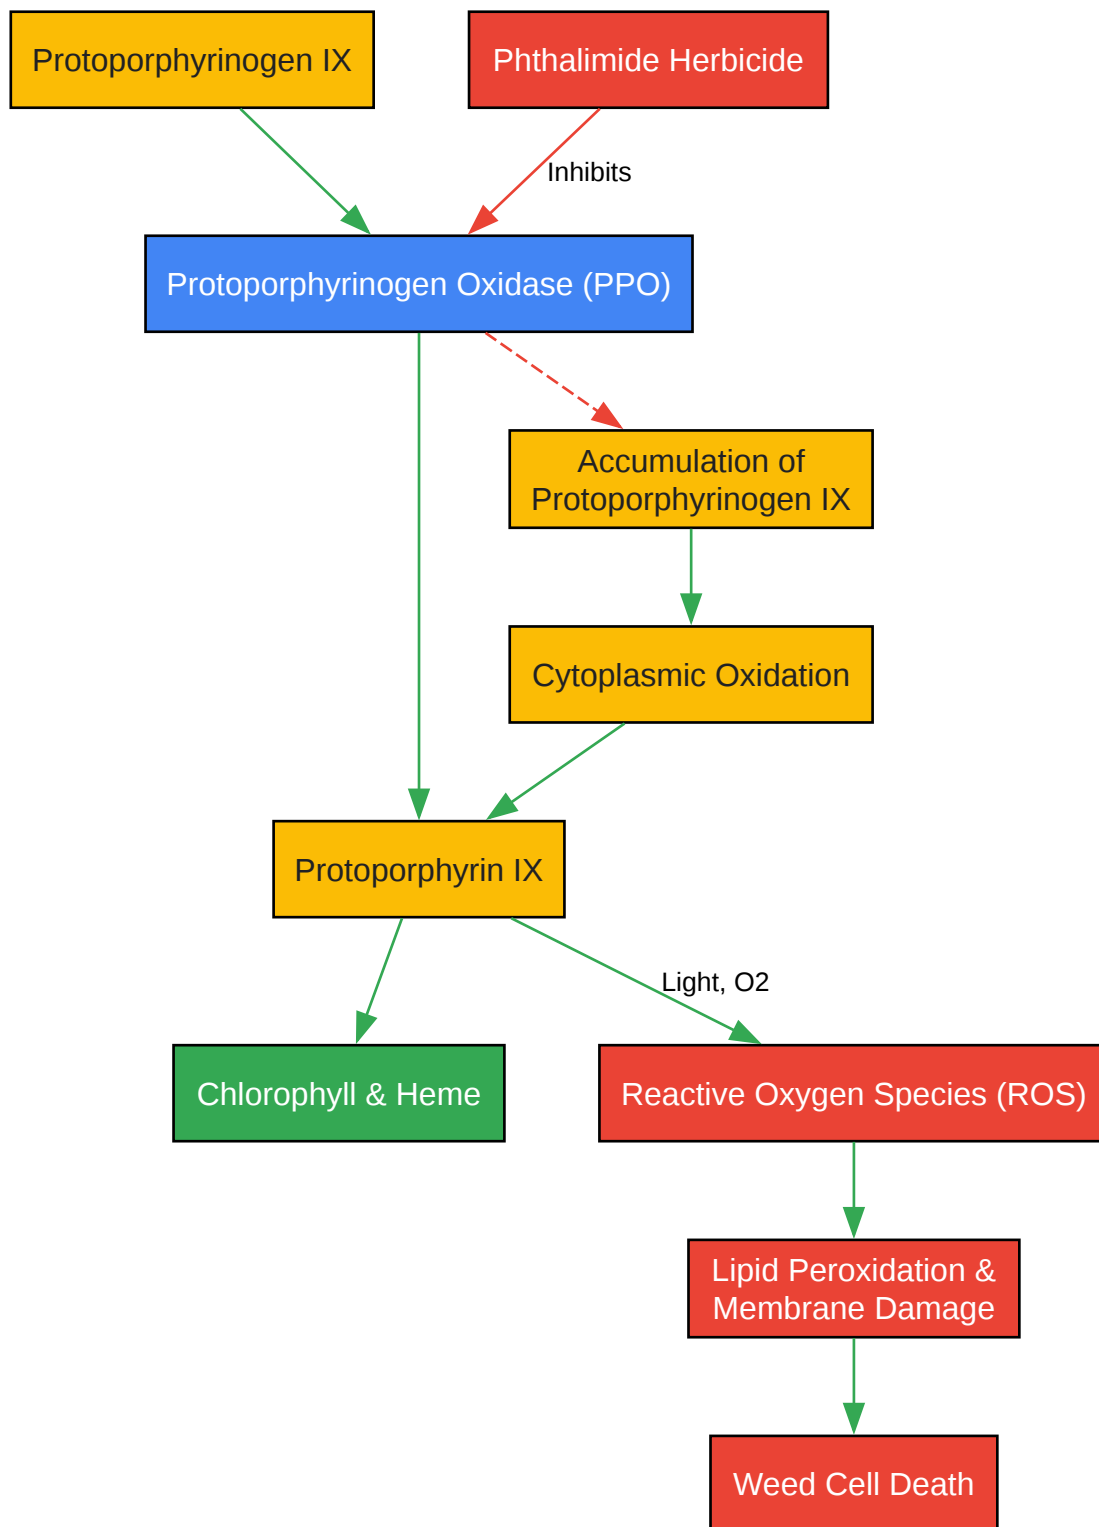 Protoporphyrinogen IX
Phthalimide Herbicide
Inhibits
Protoporphyrinogen Oxidase (PPO)
Accumulation of
Protoporphyrinogen IX
Cytoplasmic Oxidation
Protoporphyrin IX
Light, O2
Chlorophyll & Heme
Reactive Oxygen Species (ROS)
Lipid Peroxidation &
Membrane Damage
Weed Cell Death